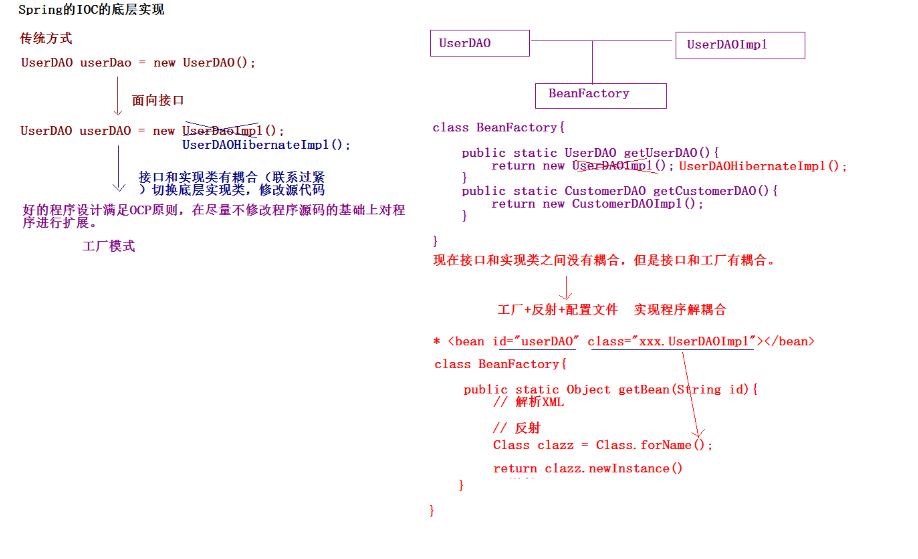 Spring的IOC的底层实现
传统方式
UserDAO userDao = new UserDAO();
面向接口
UserDAO userDAO = new UserDaoImpl();
UserDAOHibernateImpl();
接口和实现类有耦合（联系过紧
）切换底层实现类，修改源代码
好的程序设计满足OCP原则，在尽量不修改程序源码的基础上对程
序进行扩展。
工厂模式
UserDAO
UserDAOImpl
BeanFactory
class BeanFactory{
public static UserDAO getUserDAO(){
return new UserDAOImpl(); UserDAOHibernateImpl();
}
public static CustomerDAO getCustomerDAO(){
return new CustomerDAOImpl();
}
}
现在接口和实现类之间没有耦合，但是接口和工厂有耦合。
工厂+反射+配置文件 实现程序解耦合
* <bean id="userDAO" class="xxx.UserDAOImpl"></bean>
class BeanFactory{
public static Object getBean(String id){
// 解析XML
// 反射
Class clazz = Class.forName();
return clazz.newInstance()
}
}